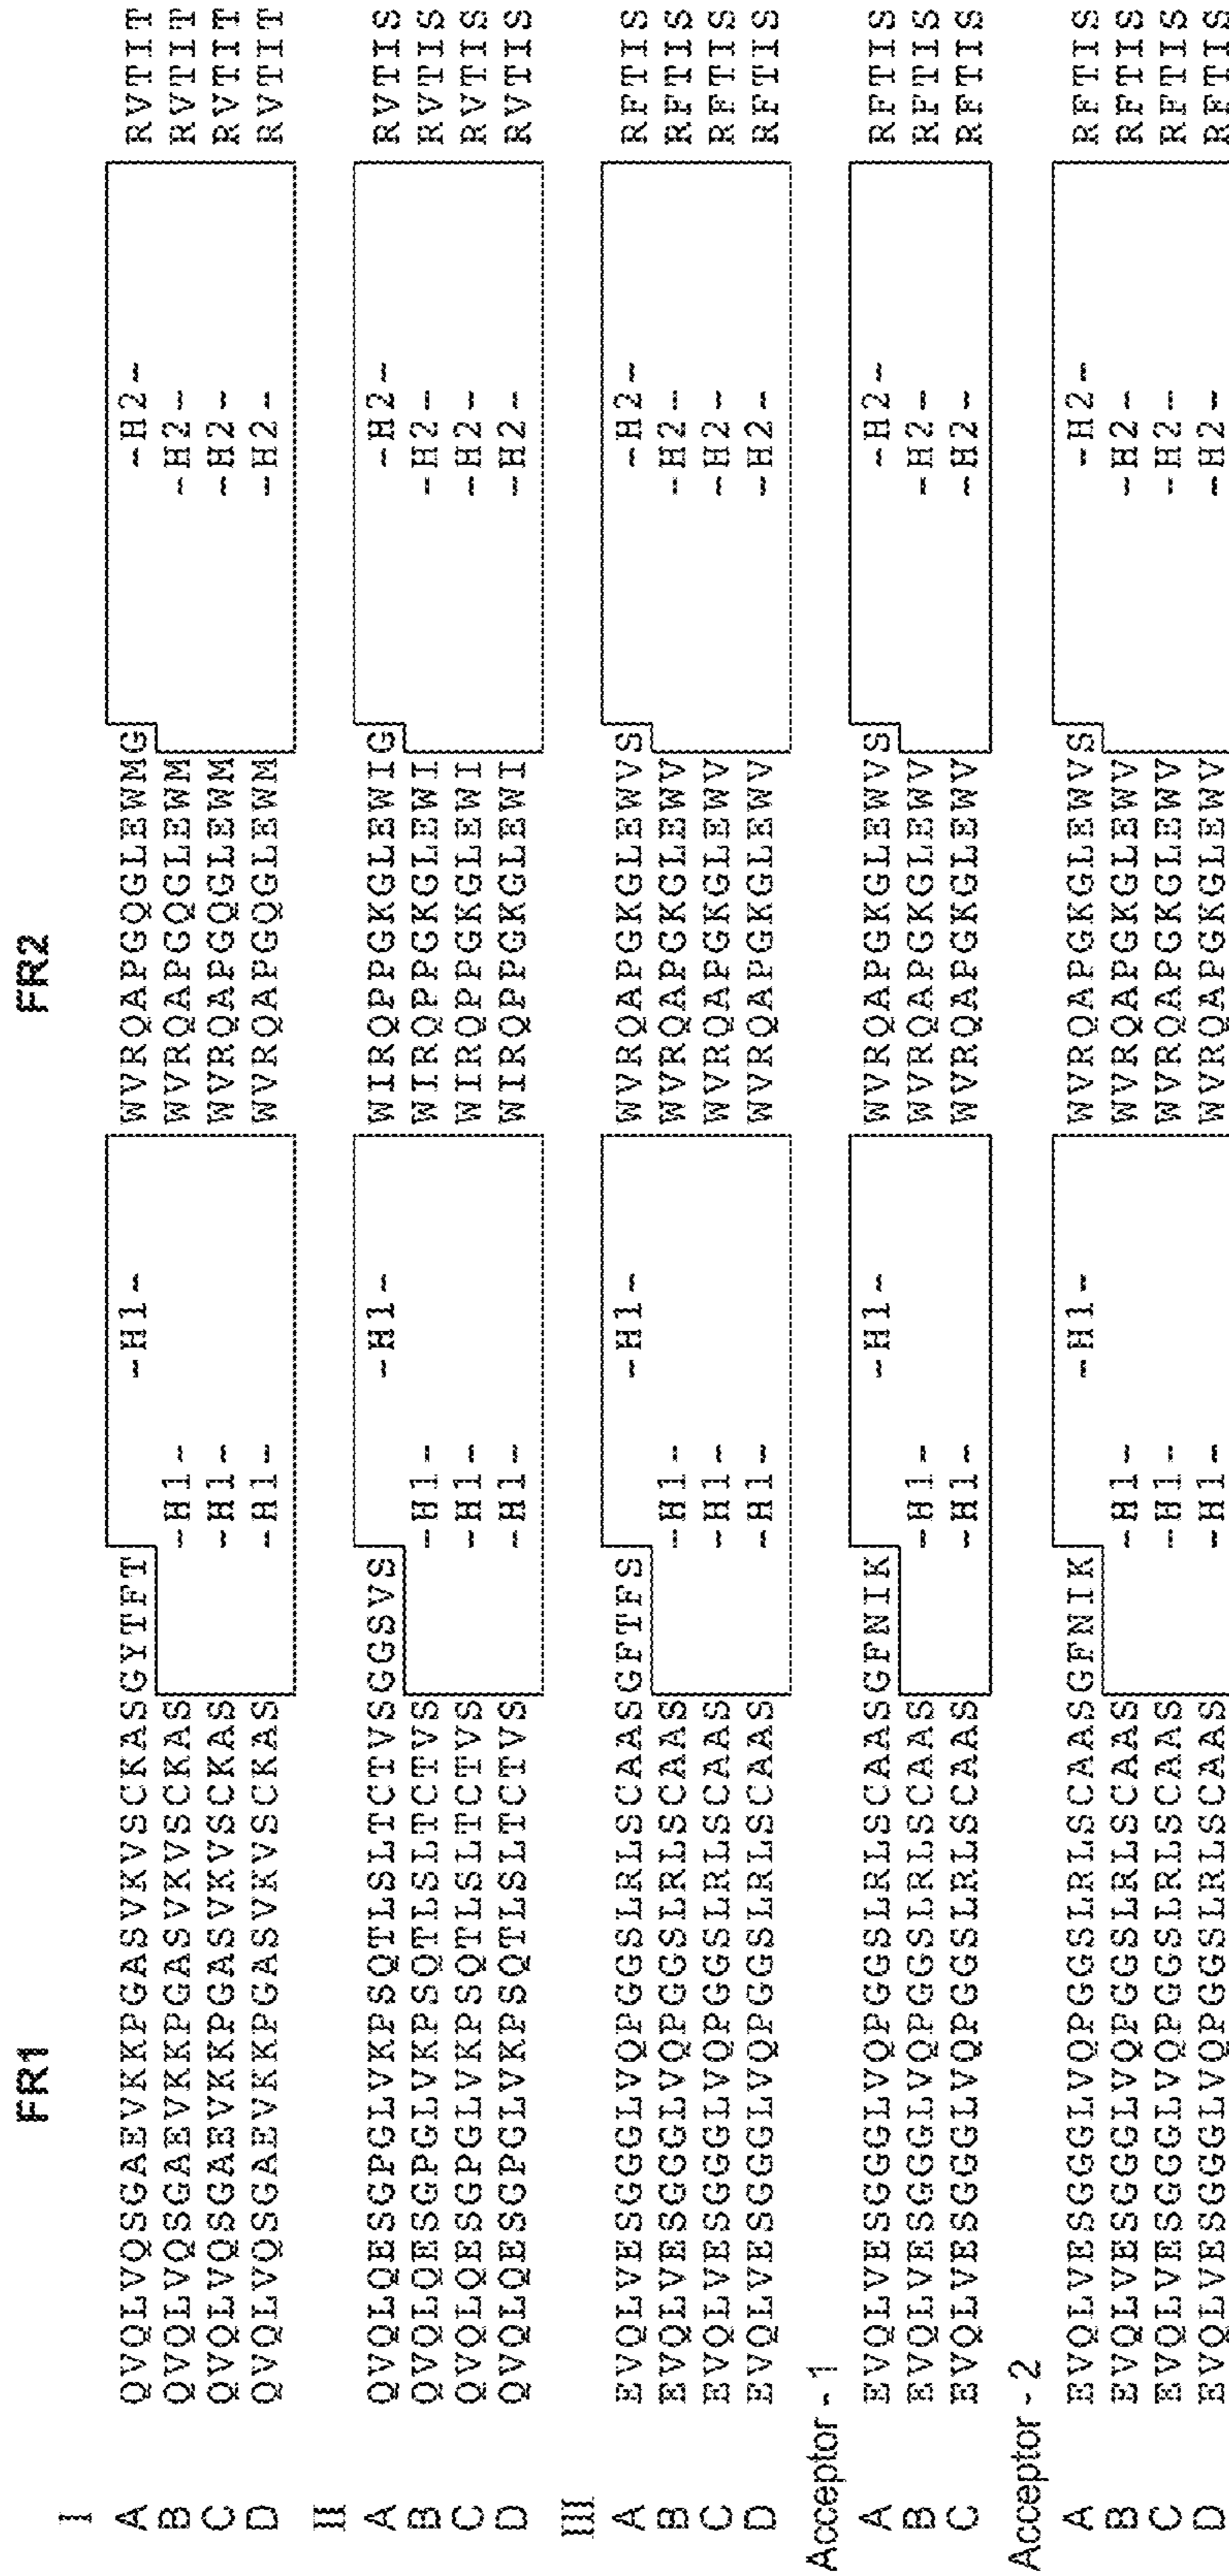 FR1 FR2
I
A QVQLVQSGAEVKKPGASVKVSCKASGYTFT -H1- WVRQAPGQGLEWMG -H2- RVTIT
B QVQLVQSGAEVKKPGASVKVSCKAS -H1- WVRQAPGQGLEWM -H2- RVTIT
C QVQLVQSGAEVKKPGASVKVSCKAS -H1- WVRQAPGQGLEWM -H2- RVTIT
D QVQLVQSGAEVKKPGASVKVSCKAS -H1- WVRQAPGQGLEWM -H2- RVTIT
II
A QVQLQESGPGLVKPSQTLSLTCTVSGGSVS -H1- WIRQPPGKGLEWIG -H2- RVTIS
B QVQLQESGPGLVKPSQTLSLTCTVS -H1- WIRQPPGKGLEWI -H2- RVTIS
C QVQLQESGPGLVKPSQTLSLTCTVS -H1- WIRQPPGKGLEWI -H2- RVTIS
D QVQLQESGPGLVKPSQTLSLTCTVS -H1- WIRQPPGKGLEWI -H2- RVTIS
III
A EVQLVESGGGLVQPGGSLRLSCAASGFTFS -H1- WVRQAPGKGLEWVS -H2- RFTIS
B EVQLVESGGGLVQPGGSLRLSCAAS -H1- WVRQAPGKGLEWV -H2- RFTIS
C EVQLVESGGGLVQPGGSLRLSCAAS -H1- WVRQAPGKGLEWV -H2- RFTIS
D EVQLVESGGGLVQPGGSLRLSCAAS -H1- WVRQAPGKGLEWV -H2- RFTIS
Acceptor - 1
A EVQLVESGGGLVQPGGSLRLSCAASGFNIK -H1- WVRQAPGKGLEWVS -H2- RFTIS
B EVQLVESGGGLVQPGGSLRLSCAAS -H1- WVRQAPGKGLEWV -H2- RFTIS
C EVQLVESGGGLVQPGGSLRLSCAAS -H1- WVRQAPGKGLEWV -H2- RFTIS
Acceptor - 2
A EVQLVESGGGLVQPGGSLRLSCAASGFNIK -H1- WVRQAPGKGLEWVS -H2- RFTIS
B EVQLVESGGGLVQPGGSLRLSCAAS -H1- WVRQAPGKGLEWV -H2- RFTIS
C EVQLVESGGGLVQPGGSLRLSCAAS -H1- WVRQAPGKGLEWV -H2- RFTIS
D EVQLVESGGGLVQPGGSLRLSCAAS -H1- WVRQAPGKGLEWV -H2- RFTIS